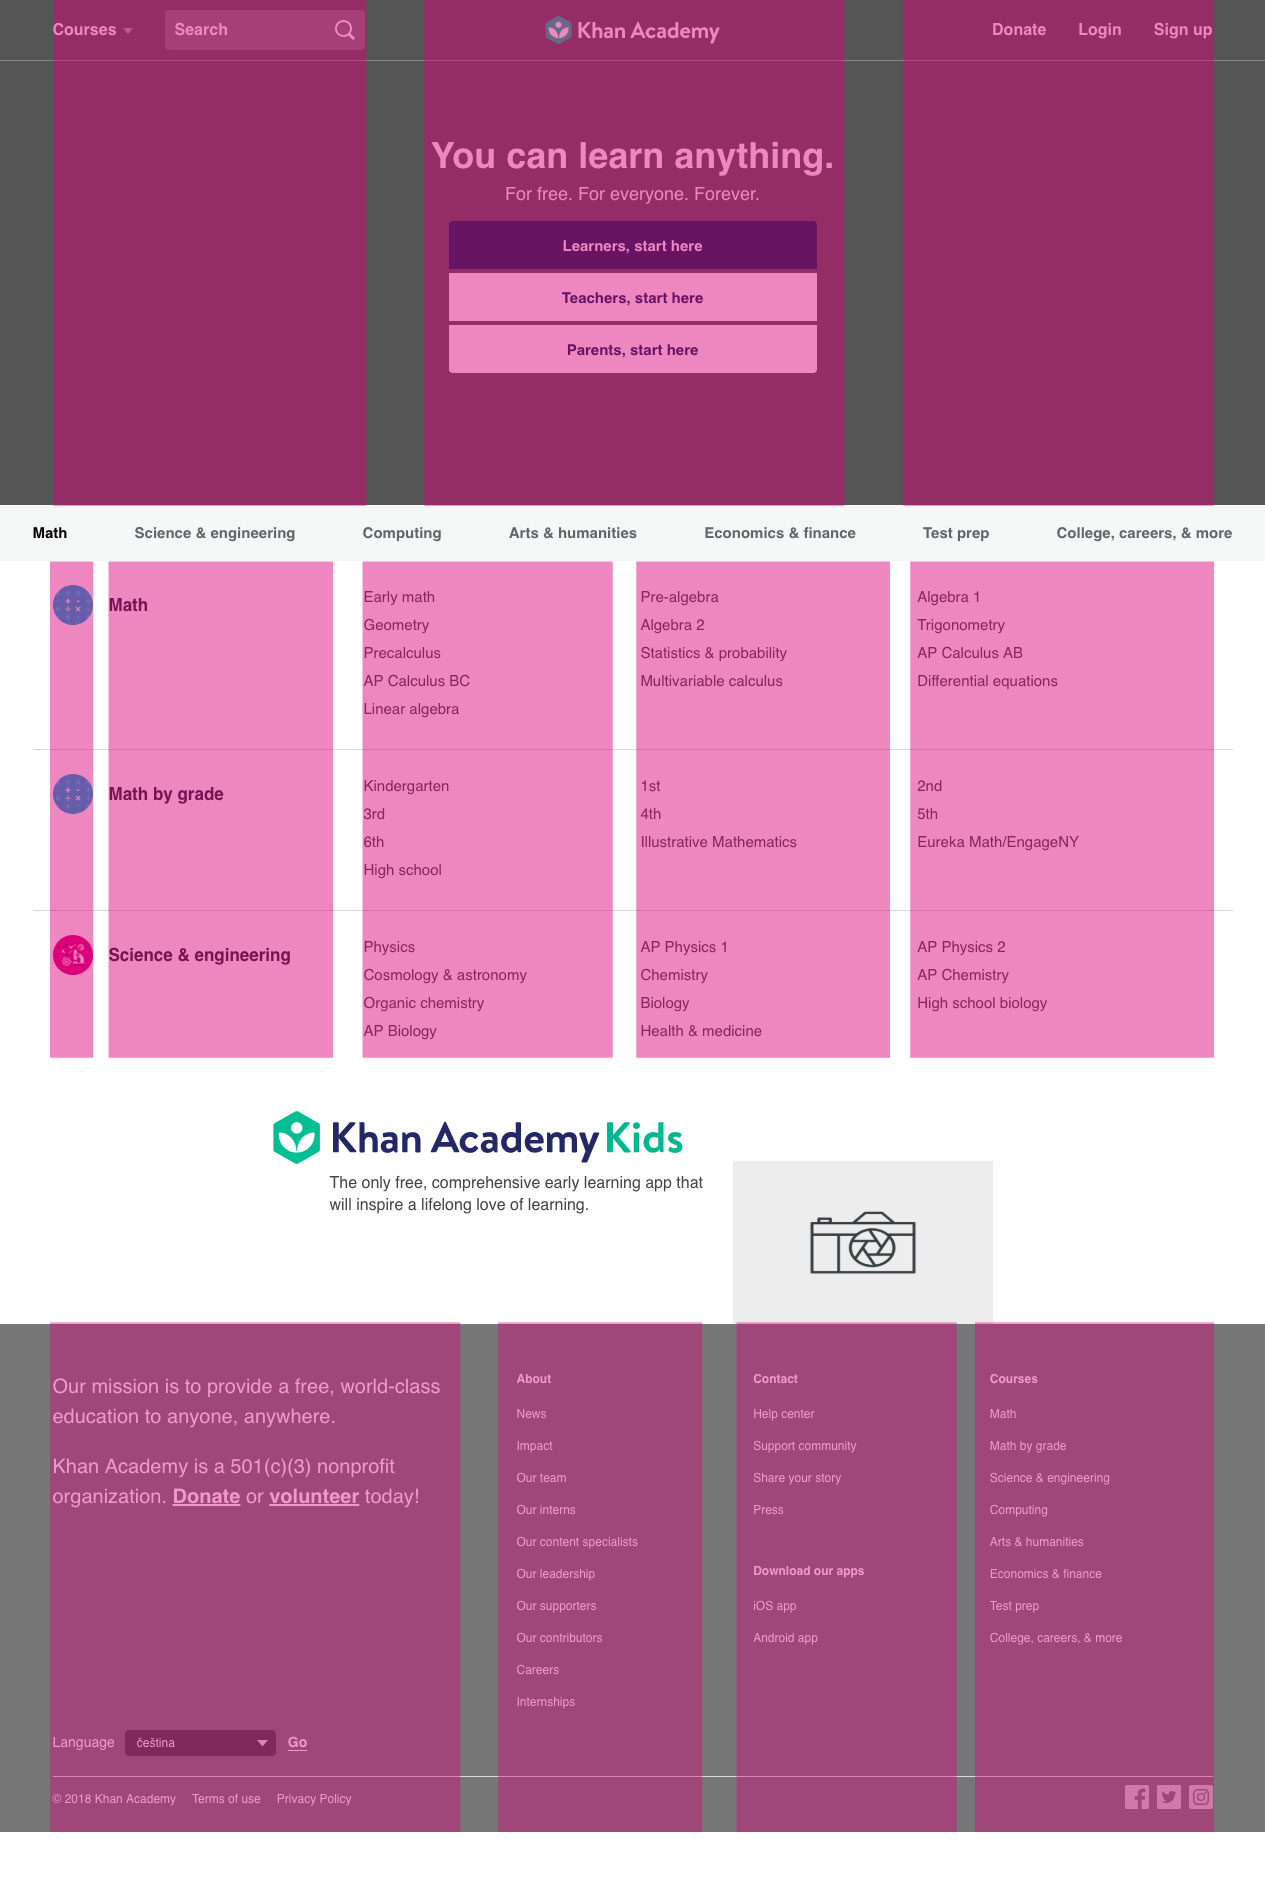 Courses Search Khan Academy Donate Login Sign up
You can learn anything.
For free. For everyone. Forever.
Learners, start here
Teachers, start here
Parents, start here
Math Science & engineering Computing Arts & humanities Economics & finance Test prep College, careers, & more
Math
Early math Pre-algebra Algebra 1
Geometry Algebra 2 Trigonometry
Precalculus Statistics & probability AP Calculus AB
AP Calculus BC Multivariable calculus Differential equations
Linear algebra
Math by grade
Kindergarten 1st 2nd
3rd 4th 5th
6th Illustrative Mathematics Eureka Math/EngageNY
High school
Science & engineering
Physics AP Physics 1 AP Physics 2
Cosmology & astronomy Chemistry AP Chemistry
Organic chemistry Biology High school biology
AP Biology Health & medicine
Khan Academy Kids
The only free, comprehensive early learning app that
will inspire a lifelong love of learning.
Our mission is to provide a free, world-class
education to anyone, anywhere.
Khan Academy is a 501(c)(3) nonprofit
organization. Donate or volunteer today!
About
News
Impact
Our team
Our interns
Our content specialists
Our leadership
Our supporters
Our contributors
Careers
Internships
Contact
Help center
Support community
Share your story
Press
Download our apps
iOS app
Android app
Courses
Math
Math by grade
Science & engineering
Computing
Arts & humanities
Economics & finance
Test prep
College, careers, & more
Language čeština Go
© 2018 Khan Academy Terms of use Privacy Policy